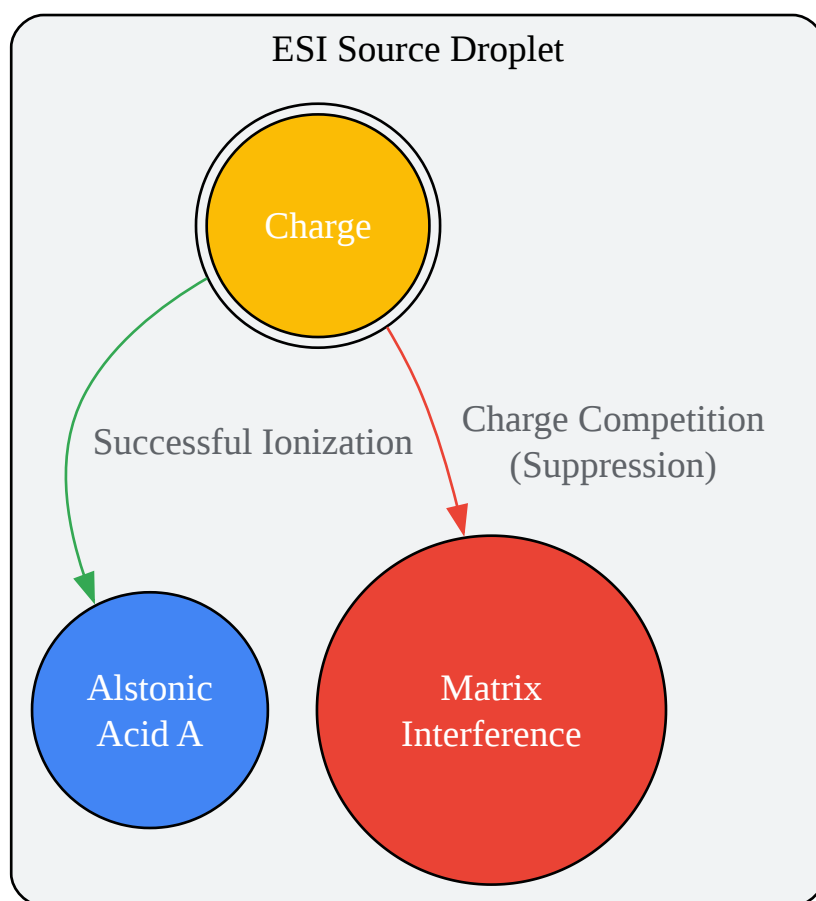 ESI Source Droplet
Charge
Successful Ionization
Charge Competition
(Suppression)
Alstonic
Acid A
Matrix
Interference